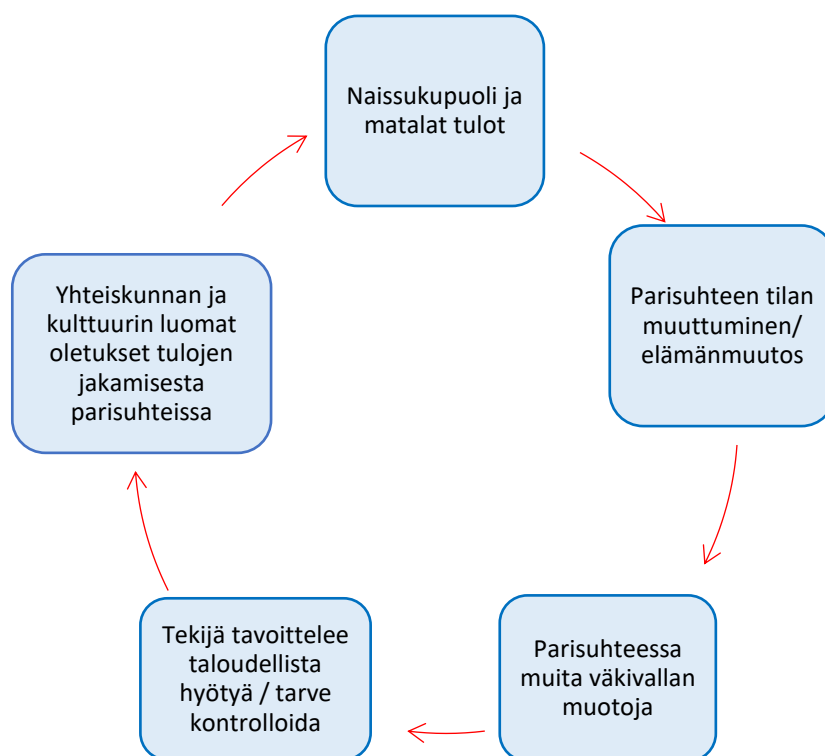 Naissukupuoli ja
matalat tulot
Parisuhteen tilan
muuttuminen/
elämänmuutos
Parisuhteessa
muita väkivallan
muotoja
Tekijä tavoittelee
taloudellista
hyötyä / tarve
kontrolloida
Yhteiskunnan ja
kulttuurin luomat
oletukset tulojen
jakamisesta
parisuhteissa